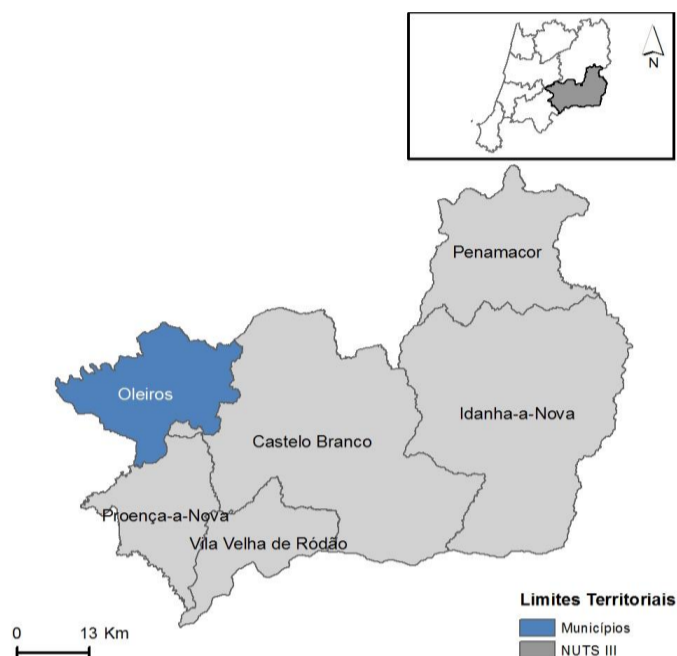 N
Penamacor
Oleiros
Idanha-a-Nova
Castelo Branco
Proença-a-Nova
Vila Velha de Ródão
Limites Territoriais
0 13 Km
Municípios
NUTS III